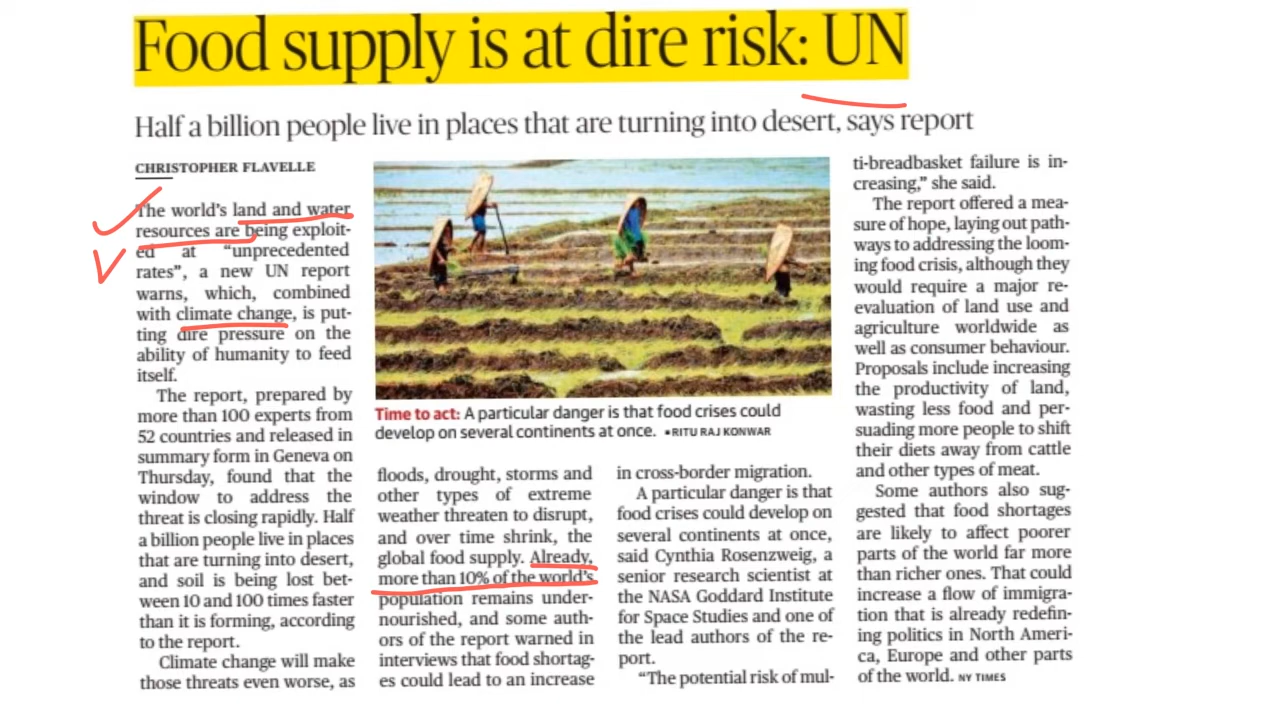 Food supply is at dire risk: UN
Half a billion people live in places that are turning into desert, says report
CHRISTOPHER FLAVELLE
The world's land and water
resources are being exploit-
ed at “unprecedented
rates”, a new UN report
warns, which, combined
with climate change, is put-
ting dire pressure on the
ability of humanity to feed
itself.
The report, prepared by
more than 100 experts from
52 countries and released in
summary form in Geneva on
Thursday, found that the
window to address the
threat is closing rapidly. Half
a billion people live in places
that are turning into desert,
and soil is being lost bet-
ween 10 and 100 times faster
than it is forming, according
to the report.
Climate change will make
those threats even worse, as
Time to act: A particular danger is that food crises could
develop on several continents at once. •RITU RAJ KONWAR
floods, drought, storms and
other types of extreme
weather threaten to disrupt,
and over time shrink, the
global food supply. Already,
more than 10% of the world's
population remains under-
nourished, and some auth-
ors of the report warned in
interviews that food shortag-
es could lead to an increase
in cross-border migration.
A particular danger is that
food crises could develop on
several continents at once,
said Cynthia Rosenzweig, a
senior research scientist at
the NASA Goddard Institute
for Space Studies and one of
the lead authors of the re-
port.
“The potential risk of mul-
ti-breadbasket failure is in-
creasing,” she said.
The report offered a mea-
sure of hope, laying out path-
ways to addressing the loom-
ing food crisis, although they
would require a major re-
evaluation of land use and
agriculture worldwide as
well as consumer behaviour.
Proposals include increasing
the productivity of land,
wasting less food and per-
suading more people to shift
their diets away from cattle
and other types of meat.
Some authors also sug-
gested that food shortages
are likely to affect poorer
parts of the world far more
than richer ones. That could
increase a flow of immigra-
tion that is already redefin-
ing politics in North Ameri-
ca, Europe and other parts
of the world. NY TIMES